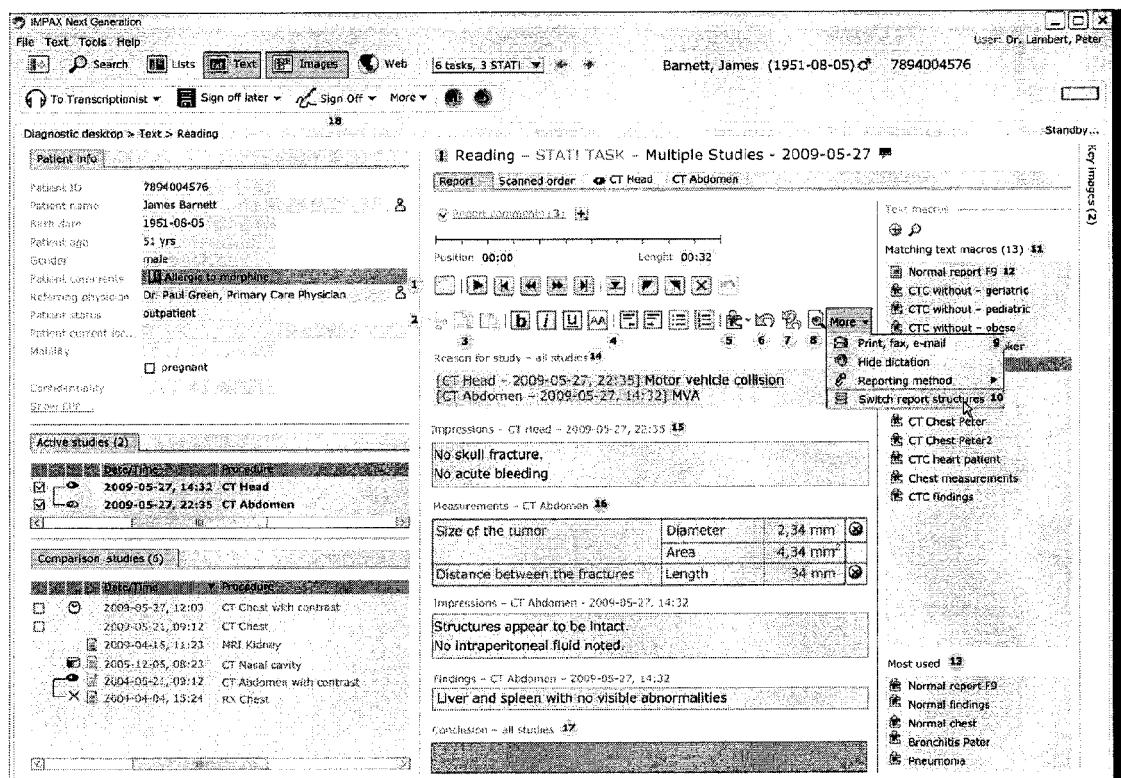 IMPAX Next Generation
File Text Tools Help
User: Dr. Lambert, Peter
Search Lists Text Images Web 6 tasks, 3 STAT! Barnett, James (1951-08-05) 7894004576
To Transcriptionist Sign off later Sign Off More
18
Diagnostic desktop > Text > Reading
Standby...
Patient info
Patient ID 7894004576
Patient name James Barnett
Birth date 1951-08-05
Patient age 51 yrs
Gender male
Patient comments Allergic to morphine
Referring physician Dr. Paul Green, Primary Care Physician
Patient status outpatient
Patient current loc...
Mobility
pregnant
Confidentiality
Active studies (2)
Date/Time Procedure
2009-05-27, 14:32 CT Head
2009-05-27, 22:35 CT Abdomen
Comparison studies (6)
Date/Time Procedure
2009-05-27, 12:03 CT Chest with contrast
2009-05-21, 09:12 CT Chest
2009-04-15, 11:23 MRI Kidney
2005-12-05, 08:23 CT Nasal cavity
2004-05-21, 09:12 CT Abdomen with contrast
2004-04-04, 15:24 RX Chest
Reading – STAT! TASK – Multiple Studies - 2009-05-27
Report Scanned order CT Head CT Abdomen
Report comments (3)
Position 00:00 Lenght 00:32
1
2
b i U AA More
3 4 5 6 7 8
Print, fax, e-mail 9
Hide dictation
Reporting method
Switch report structures 10
Reason for study – all studies 14
[CT Head – 2009-05-27, 22:35] Motor vehicle collision
[CT Abdomen – 2009-05-27, 14:32] MVA
Impressions – CT Head – 2009-05-27, 22:35 15
No skull fracture.
No acute bleeding
Measurements – CT Abdomen 16
Size of the tumor Diameter 2,34 mm
Area 4,34 mm²
Distance between the fractures Length 34 mm
Impressions – CT Abdomen - 2009-05-27, 14:32
Structures appear to be intact.
No intraperitoneal fluid noted.
Findings – CT Abdomen – 2009-05-27, 14:32
Liver and spleen with no visible abnormalities
Conclusion – all studies 17
Text macros
Matching text macros (13) 11
Normal report F9 12
CTC without – geriatric
CTC without – pediatric
CTC without – obese
CT Chest Peter
CT Chest Peter2
CTC heart patient
Chest measurements
CTC findings
Most used 13
Normal report F9
Normal findings
Normal chest
Bronchitis Peter
Pneumonia
Key images (2)